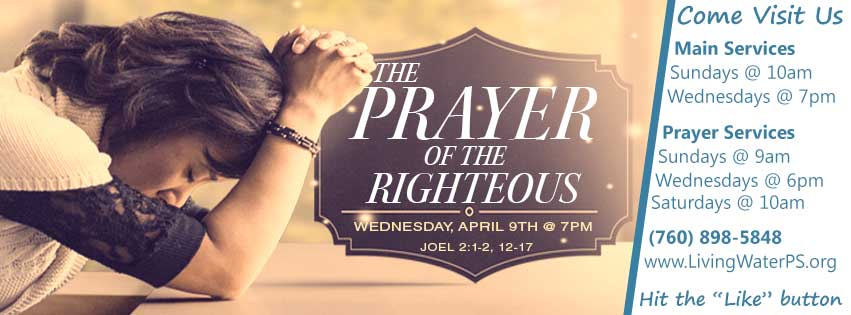 THE
PRAYER
OF THE
RIGHTEOUS
WEDNESDAY, APRIL 9TH @ 7PM
JOEL 2:1-2, 12-17
Come Visit Us
Main Services
Sundays @ 10am
Wednesdays @ 7pm
Prayer Services
Sundays @ 9am
Wednesdays @ 6pm
Saturdays @ 10am
(760) 898-5848
www.LivingWaterPS.org
Hit the “Like” button